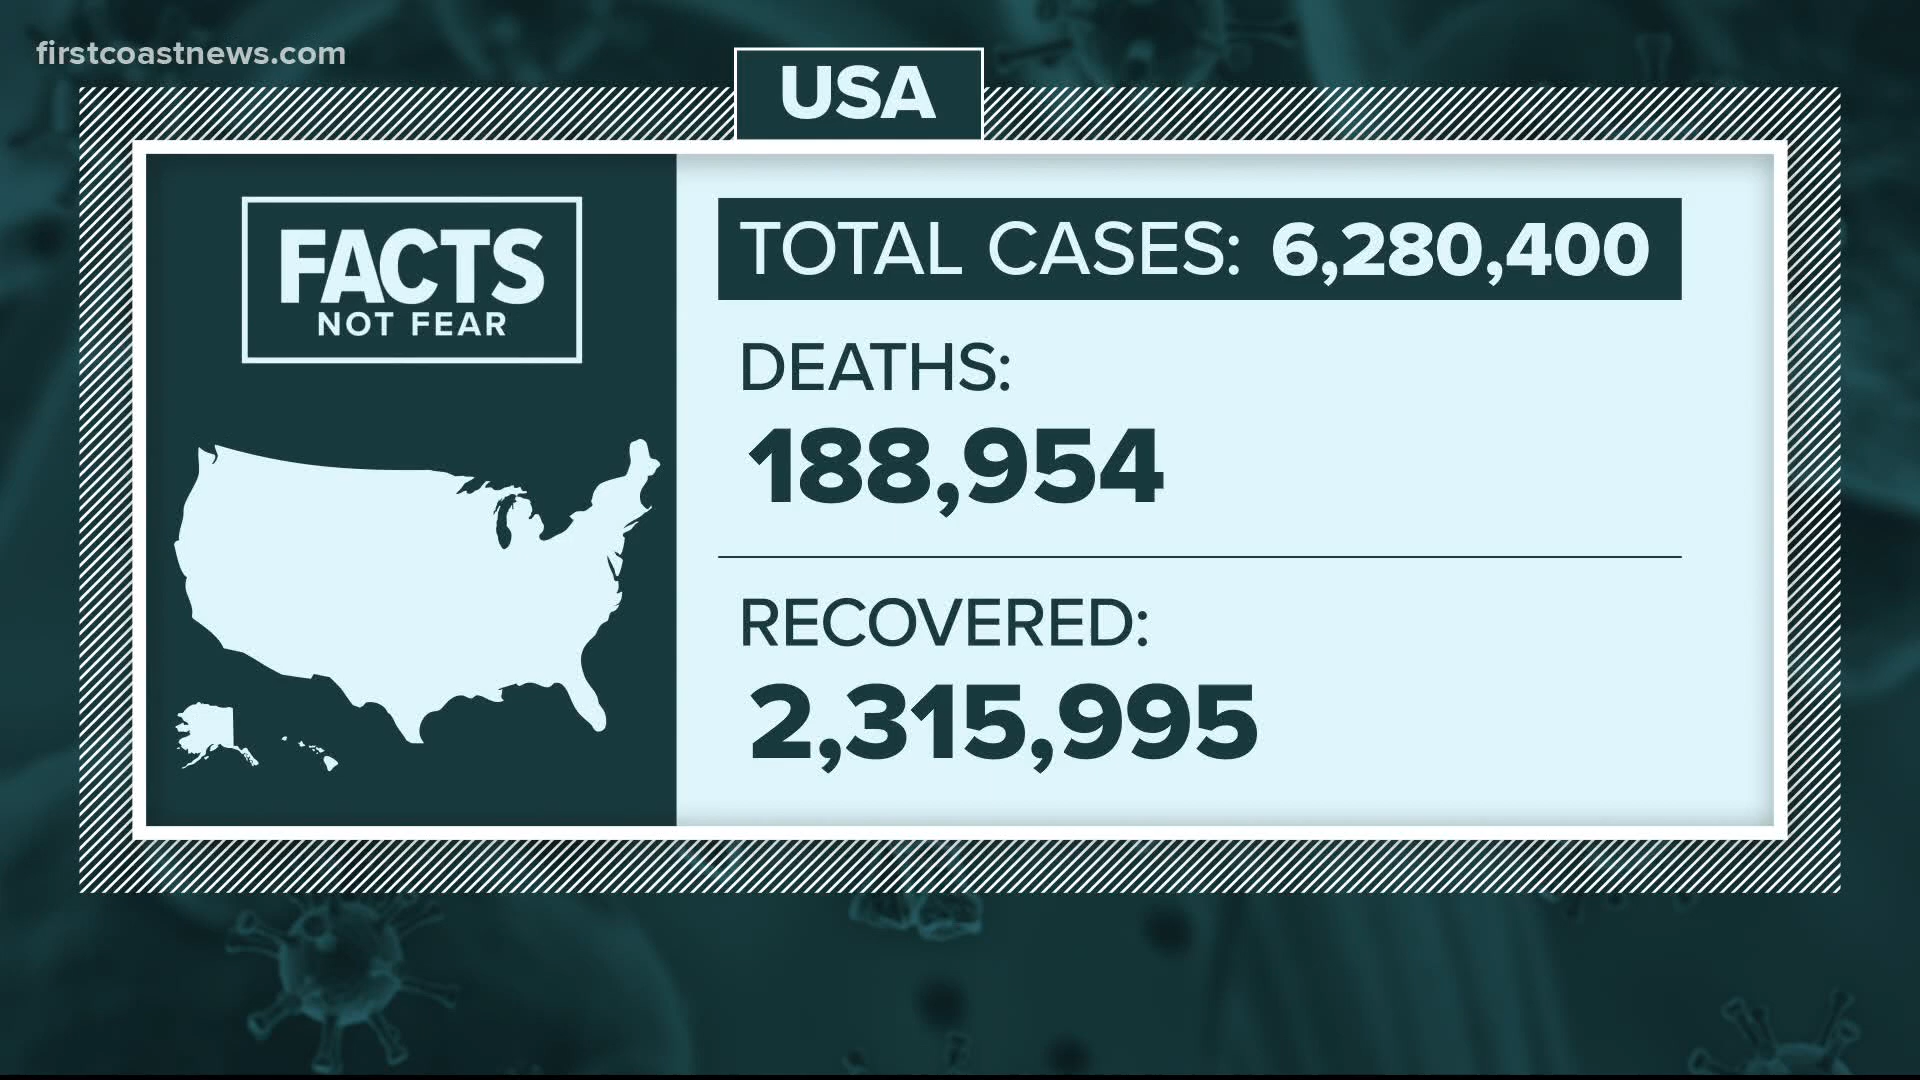 firstcoastnews.com
USA
FACTS
NOT FEAR
TOTAL CASES: 6,280,400
DEATHS:
188,954
RECOVERED:
2,315,995